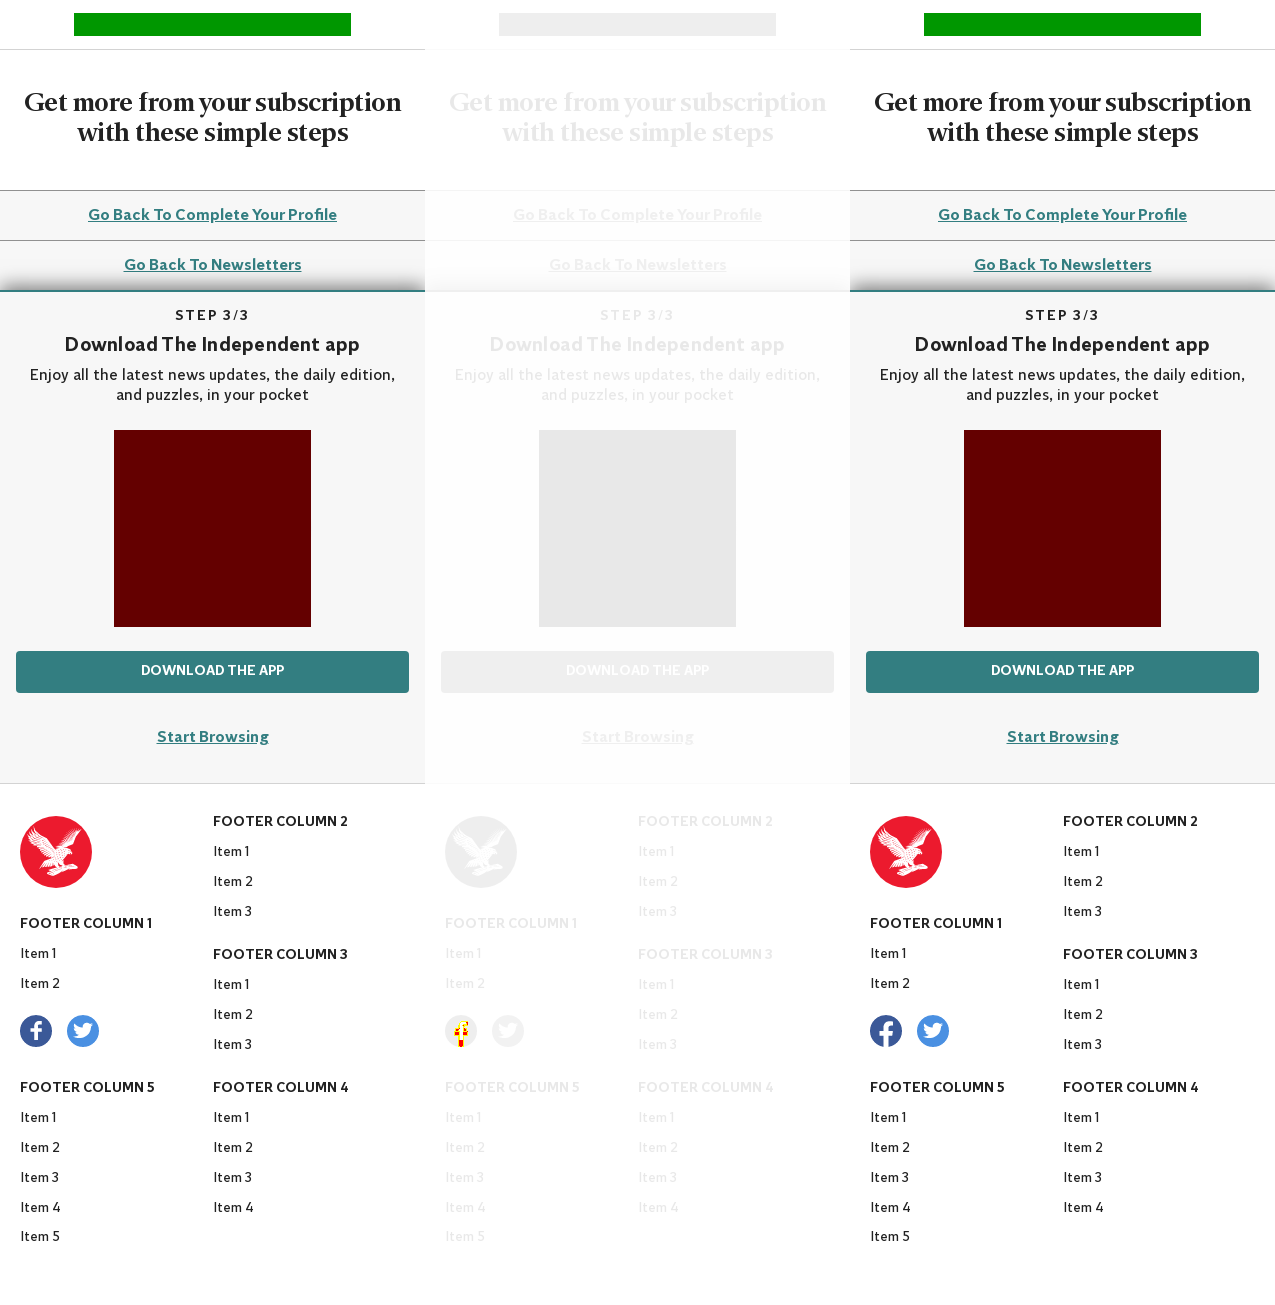 Get more from your subscription
with these simple steps
Go Back To Complete Your Profile
Go Back To Newsletters
STEP 3/3
Download The Independent app
Enjoy all the latest news updates, the daily edition,
and puzzles, in your pocket
DOWNLOAD THE APP
Start Browsing
FOOTER COLUMN 1
Item 1
Item 2
FOOTER COLUMN 5
Item 1
Item 2
Item 3
Item 4
Item 5
FOOTER COLUMN 2
Item 1
Item 2
Item 3
FOOTER COLUMN 3
Item 1
Item 2
Item 3
FOOTER COLUMN 4
Item 1
Item 2
Item 3
Item 4
Get more from your subscription
with these simple steps
Go Back To Complete Your Profile
Go Back To Newsletters
STEP 3/3
Download The Independent app
Enjoy all the latest news updates, the daily edition,
and puzzles, in your pocket
DOWNLOAD THE APP
Start Browsing
FOOTER COLUMN 1
Item 1
Item 2
FOOTER COLUMN 5
Item 1
Item 2
Item 3
Item 4
Item 5
FOOTER COLUMN 2
Item 1
Item 2
Item 3
FOOTER COLUMN 3
Item 1
Item 2
Item 3
FOOTER COLUMN 4
Item 1
Item 2
Item 3
Item 4
Get more from your subscription
with these simple steps
Go Back To Complete Your Profile
Go Back To Newsletters
STEP 3/3
Download The Independent app
Enjoy all the latest news updates, the daily edition,
and puzzles, in your pocket
DOWNLOAD THE APP
Start Browsing
FOOTER COLUMN 1
Item 1
Item 2
FOOTER COLUMN 5
Item 1
Item 2
Item 3
Item 4
Item 5
FOOTER COLUMN 2
Item 1
Item 2
Item 3
FOOTER COLUMN 3
Item 1
Item 2
Item 3
FOOTER COLUMN 4
Item 1
Item 2
Item 3
Item 4